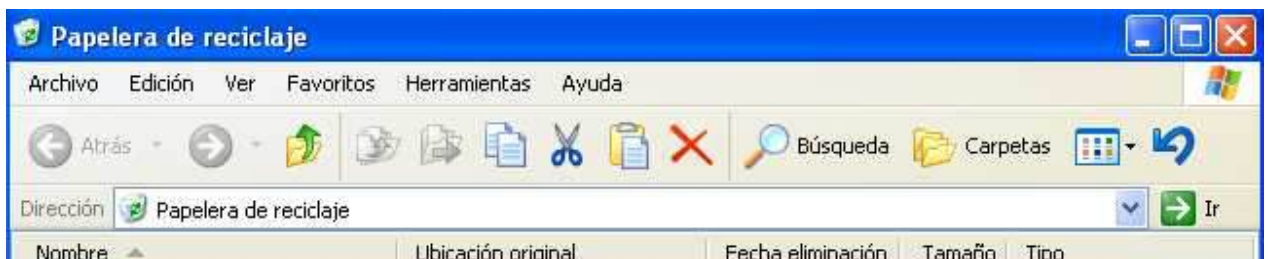 Papelera de reciclaje
Archivo Edición Ver Favoritos Herramientas Ayuda
Atrás Búsqueda Carpetas
Dirección Papelera de reciclaje Ir
Nombre Ubicación original Fecha eliminación Tamaño Tipo